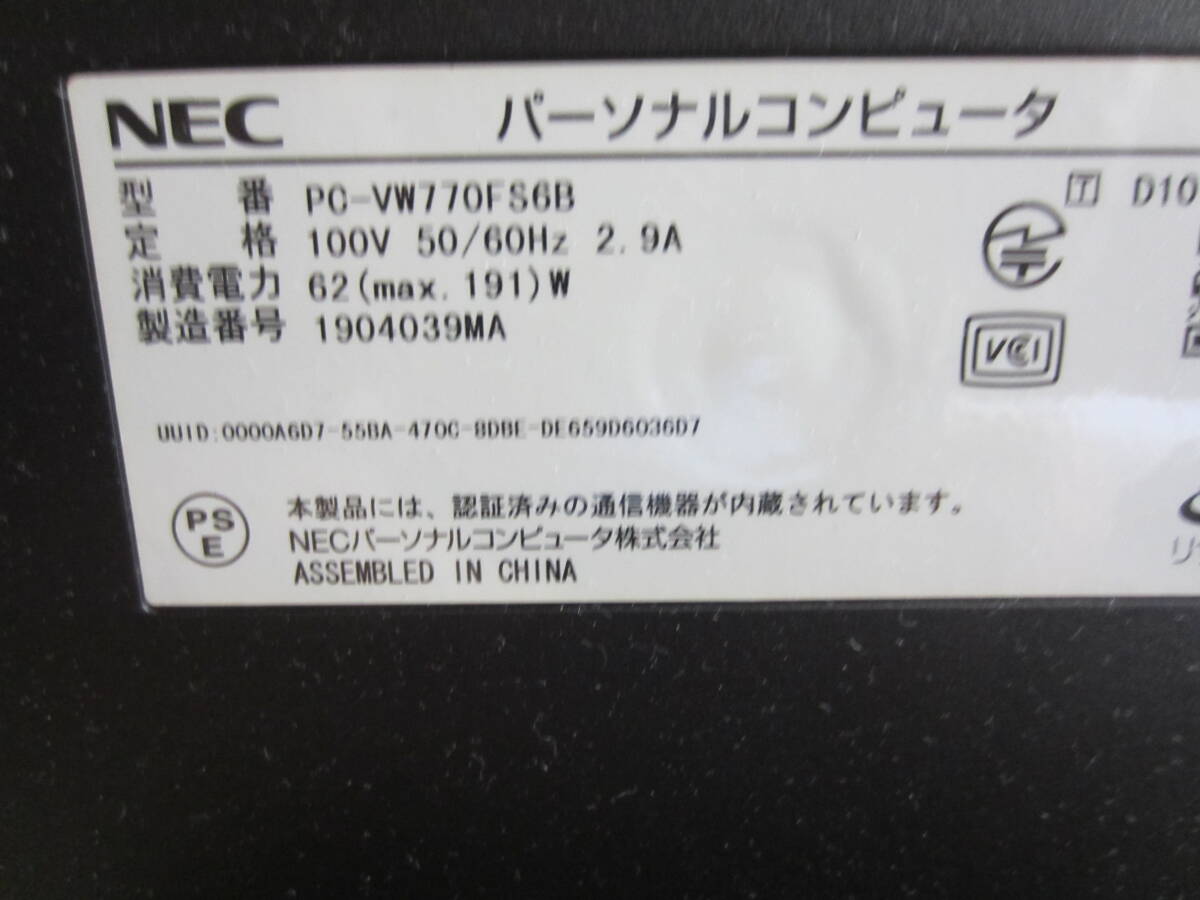 NEC パーソナルコンピュータ
型番 PC-VW770FS6B
定格 100V 50/60Hz 2.9A
消費電力 62(max.191)W
製造番号 1904039MA
T D10
VCI
UUID:0000A6D7-55BA-470C-8DBE-DE659D6036D7
PS
E
本製品には、認証済みの通信機器が内蔵されています。
NECパーソナルコンピュータ株式会社
ASSEMBLED IN CHINA